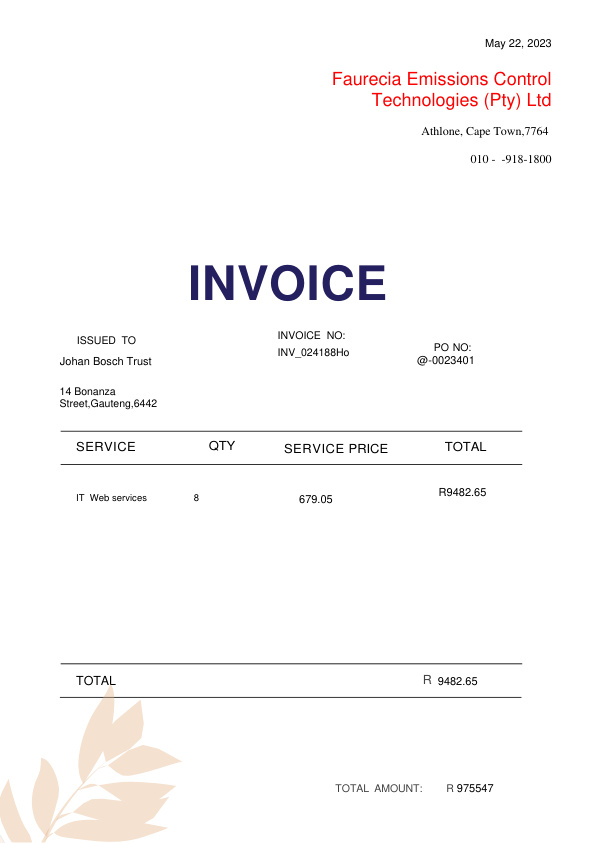 May 22, 2023
Faurecia Emissions Control
Technologies (Pty) Ltd
Athlone, Cape Town,7764
010 -  -918-1800
INVOICE
ISSUED TO
Johan Bosch Trust
14 Bonanza
Street,Gauteng,6442
INVOICE NO:
INV_024188Ho
PO NO:
@-0023401
SERVICE QTY SERVICE PRICE TOTAL
IT Web services 8 679.05 R9482.65
TOTAL R 9482.65
TOTAL AMOUNT: R 975547